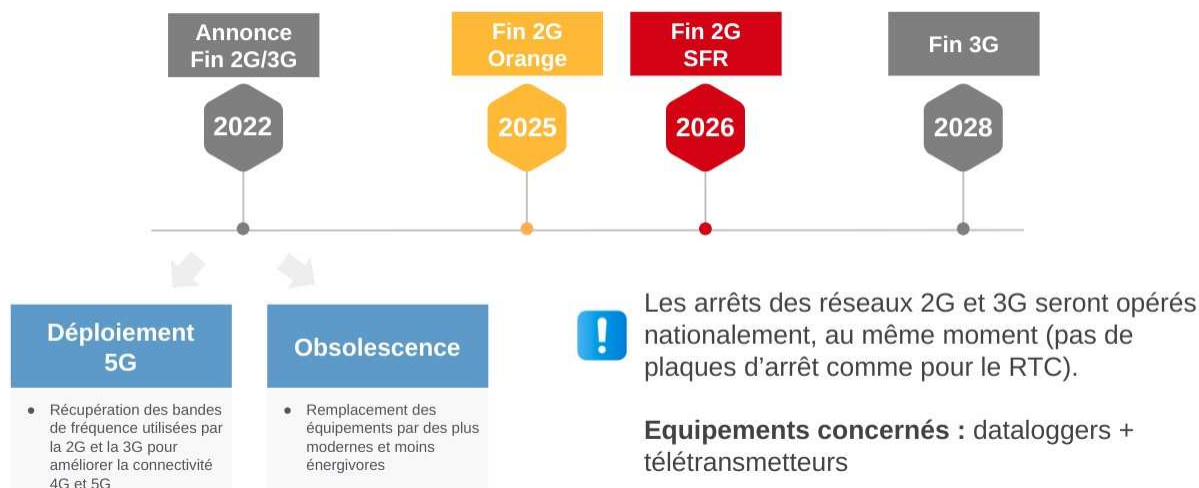 Annonce
Fin 2G/3G
Fin 2G
Orange
Fin 2G
SFR
Fin 3G
2022
2025
2026
2028
Déploiement
5G
Récupération des bandes
de fréquence utilisées par
la 2G et la 3G pour
améliorer la connectivité
4G et 5G
Obsolescence
Remplacement des
équipements par des plus
modernes et moins
énergivores
Les arrêts des réseaux 2G et 3G seront opérés
nationalement, au même moment (pas de
plaques d’arrêt comme pour le RTC).
Equipements concernés : dataloggers +
télétransmetteurs